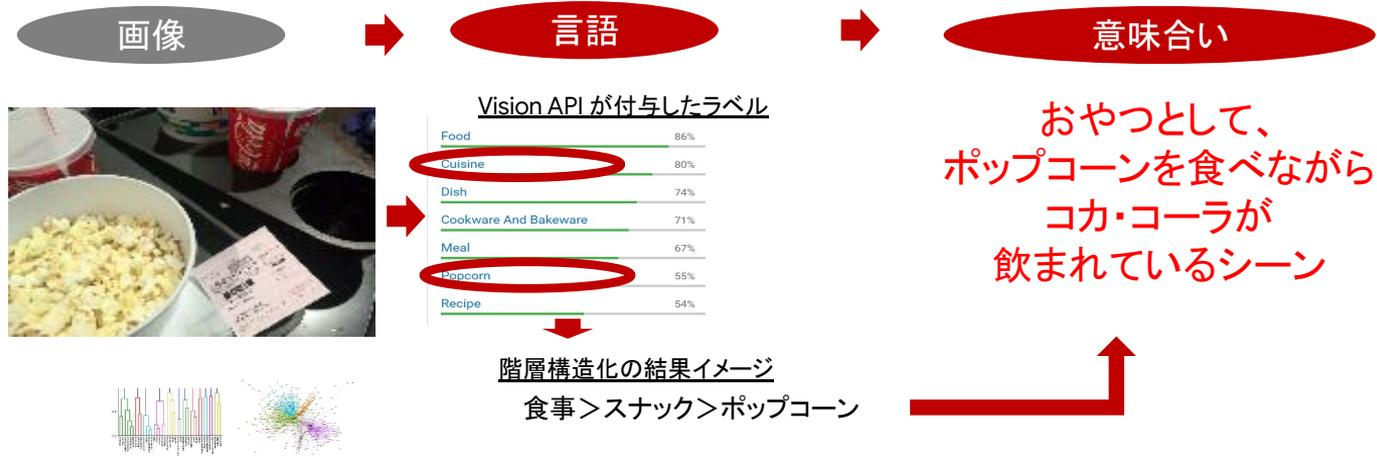 画像
言語
意味合い
Vision API が付与したラベル
Food 86%
Cuisine 80%
Dish 74%
Cookware And Bakeware 71%
Meal 67%
Popcorn 55%
Recipe 54%
Coca-Cola
おやつとして、
ポップコーンを食べながら
コカ・コーラが
飲まれているシーン
階層構造化の結果イメージ
食事＞スナック＞ポップコーン